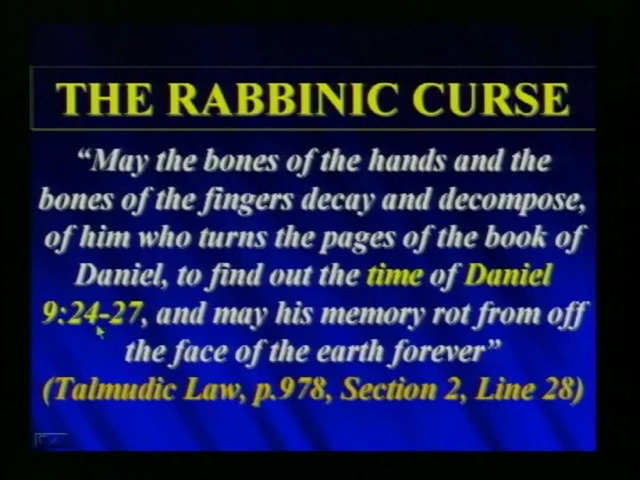 THE RABBINIC CURSE
“May the bones of the hands and the
bones of the fingers decay and decompose,
of him who turns the pages of the book of
Daniel, to find out the time of Daniel
9:24-27, and may his memory rot from off
the face of the earth forever”
(Talmudic Law, p.978, Section 2, Line 28)